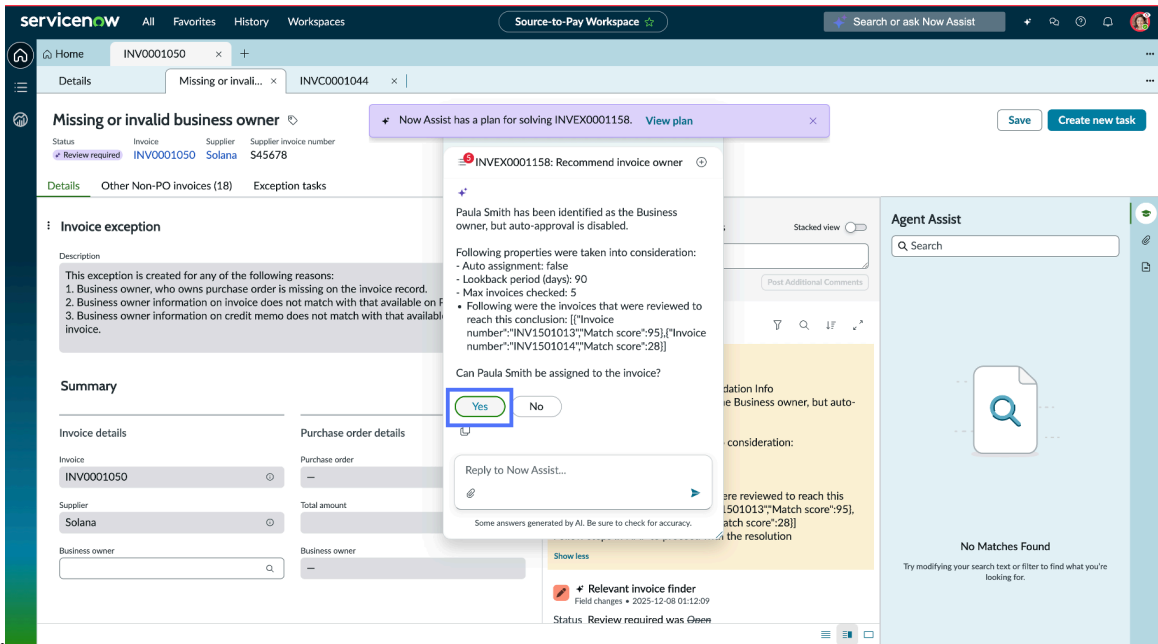 servicenow
All
Favorites
History
Workspaces
Source-to-Pay Workspace
Search or ask Now Assist
Home
INV0001050
Details
Missing or invali...
INVC0001044
Missing or invalid business owner
Now Assist has a plan for solving INVEX0001158. View plan
Save
Create new task
Status
Invoice
Supplier
Supplier invoice number
Review required
INV0001050
Solana
S45678
Details
Other Non-PO invoices (18)
Exception tasks
Invoice exception
Description
This exception is created for any of the following reasons:
1. Business owner, who owns purchase order is missing on the invoice record.
2. Business owner information on invoice does not match with that available on
3. Business owner information on credit memo does not match with that availabl
invoice.
Summary
Invoice details
Purchase order details
Invoice
INV0001050
Purchase order
—
Supplier
Solana
Total amount
Business owner
Business owner
—
5
INVEX0001158: Recommend invoice owner
Paula Smith has been identified as the Business
owner, but auto-approval is disabled.
Following properties were taken into consideration:
- Auto assignment: false
- Lookback period (days): 90
- Max invoices checked: 5
• Following were the invoices that were reviewed to
reach this conclusion: [{"Invoice
number":"INV1501013","Match score":95},{"Invoice
number":"INV1501014","Match score":28}]
Can Paula Smith be assigned to the invoice?
Yes
No
Reply to Now Assist...
Some answers generated by AI. Be sure to check for accuracy.
Stacked view
Post Additional Comments
dation Info
e Business owner, but auto-
consideration:
ere reviewed to reach this
1501013","Match score":95},
atch score":28}]
the resolution
Show less
Relevant invoice finder
Field changes • 2025-12-08 01:12:09
Status Review required was Open
Agent Assist
Search
No Matches Found
Try modifying your search text or filter to find what you're
looking for.